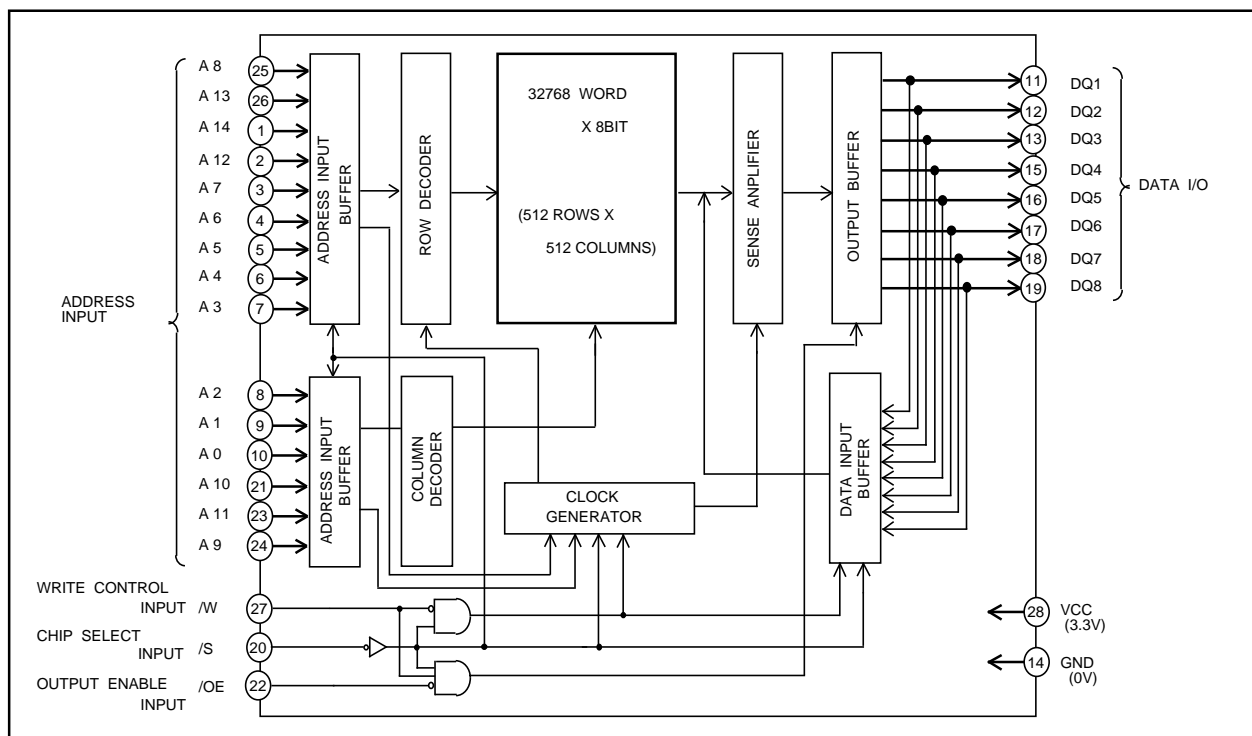 ADDRESS
INPUT
A 8 25
A 13 26
A 14 1
A 12 2
A 7 3
A 6 4
A 5 5
A 4 6
A 3 7
A 2 8
A 1 9
A 0 10
A 10 21
A 11 23
A 9 24
WRITE CONTROL
INPUT /W 27
CHIP SELECT
INPUT /S 20
OUTPUT ENABLE /OE 22
INPUT
ADDRESS INPUT
BUFFER
ROW DECODER
32768 WORD
X 8BIT
(512 ROWS X
512 COLUMNS)
SENSE ANPLIFIER
OUTPUT BUFFER
ADDRESS INPUT
BUFFER
COLUMN
DECODER
CLOCK
GENERATOR
DATA INPUT
BUFFER
11 DQ1
12 DQ2
13 DQ3
15 DQ4
16 DQ5
17 DQ6
18 DQ7
19 DQ8
DATA I/O
28 VCC
(3.3V)
14 GND
(0V)